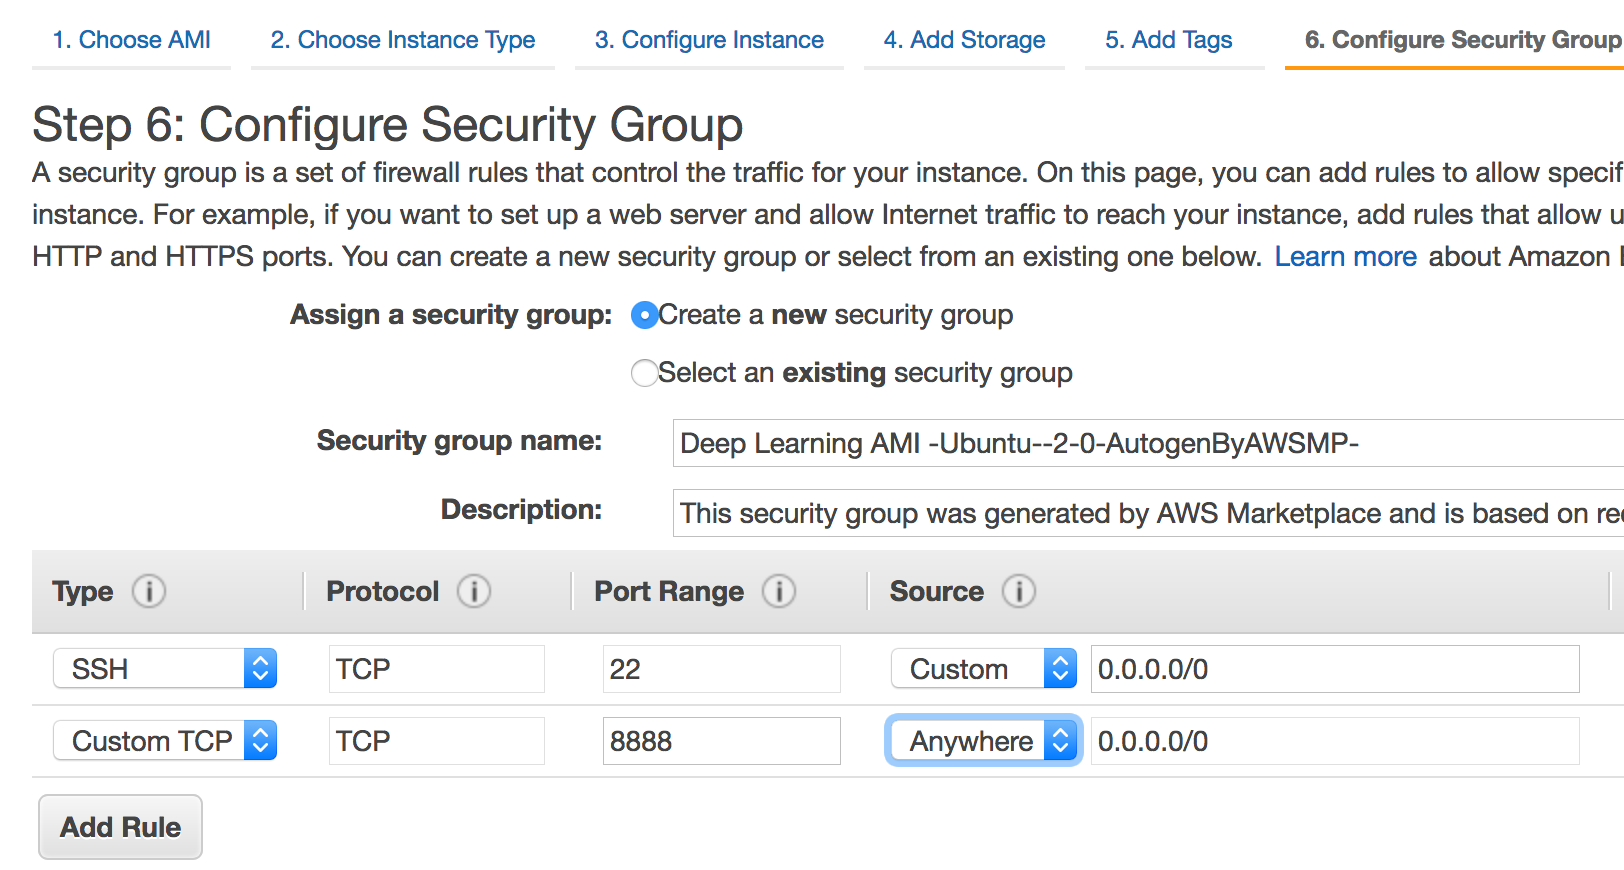 1. Choose AMI 2. Choose Instance Type 3. Configure Instance 4. Add Storage 5. Add Tags 6. Configure Security Group
Step 6: Configure Security Group
A security group is a set of firewall rules that control the traffic for your instance. On this page, you can add rules to allow
instance. For example, if you want to set up a web server and allow Internet traffic to reach your instance, add rules that allow
HTTP and HTTPS ports. You can create a new security group or select from an existing one below. Learn more about Amazon
Assign a security group: Create a new security group
Select an existing security group
Security group name: Deep Learning AMI -Ubuntu--2-0-AutogenByAWSMP-
Description: This security group was generated by AWS Marketplace and is based on
Type i Protocol i Port Range i Source i
SSH TCP 22 Custom 0.0.0.0/0
Custom TCP TCP 8888 Anywhere 0.0.0.0/0
Add Rule